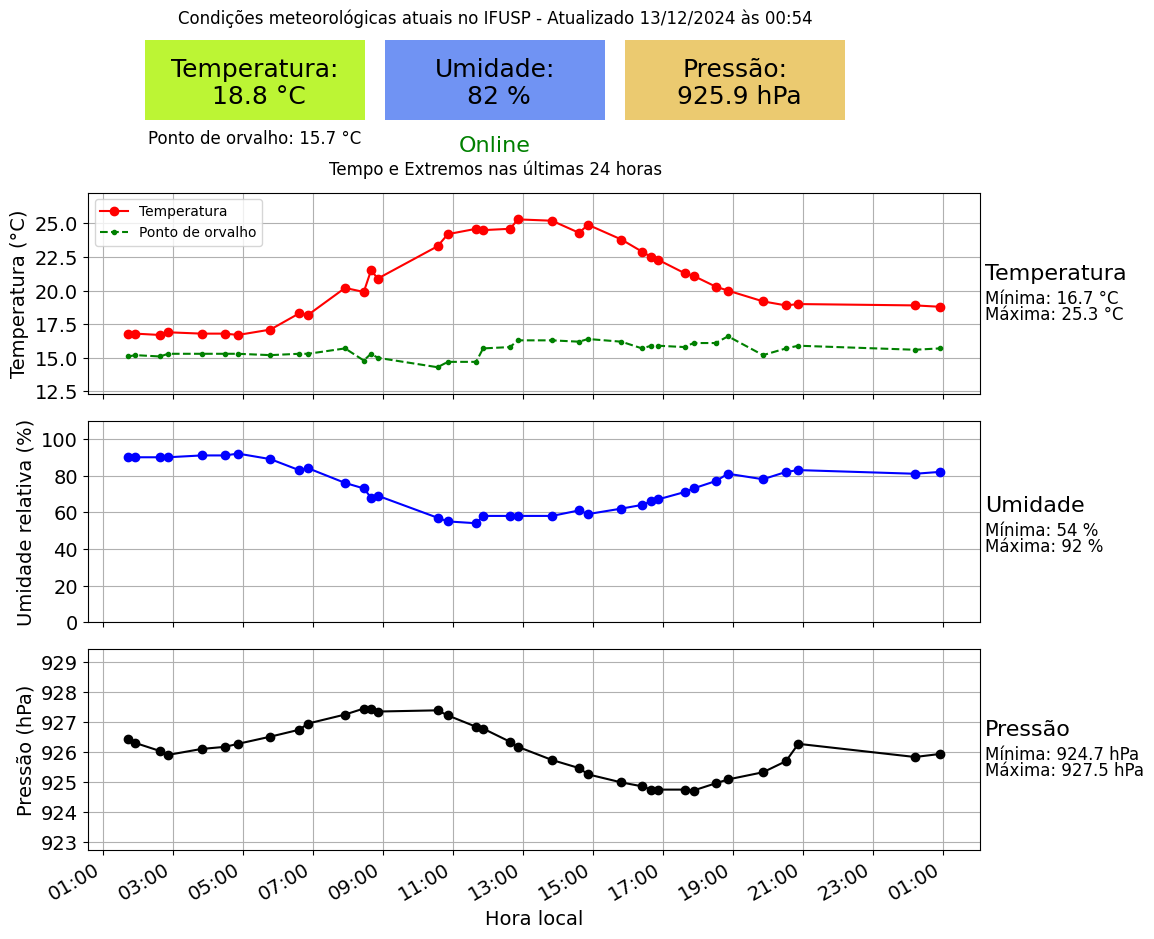 Condições meteorológicas atuais no IFUSP - Atualizado 13/12/2024 às 00:54
Temperatura:
18.8 °C
Umidade:
82 %
Pressão:
925.9 hPa
Ponto de orvalho: 15.7 °C
Online
Tempo e Extremos nas últimas 24 horas
Temperatura (°C)
25.0
22.5
20.0
17.5
15.0
12.5
Temperatura
Ponto de orvalho
Temperatura
Mínima: 16.7 °C
Máxima: 25.3 °C
Umidade relativa (%)
100
80
60
40
20
0
Umidade
Mínima: 54 %
Máxima: 92 %
Pressão (hPa)
929
928
927
926
925
924
923
Pressão
Mínima: 924.7 hPa
Máxima: 927.5 hPa
01:00 03:00 05:00 07:00 09:00 11:00 13:00 15:00 17:00 19:00 21:00 23:00 01:00
Hora local